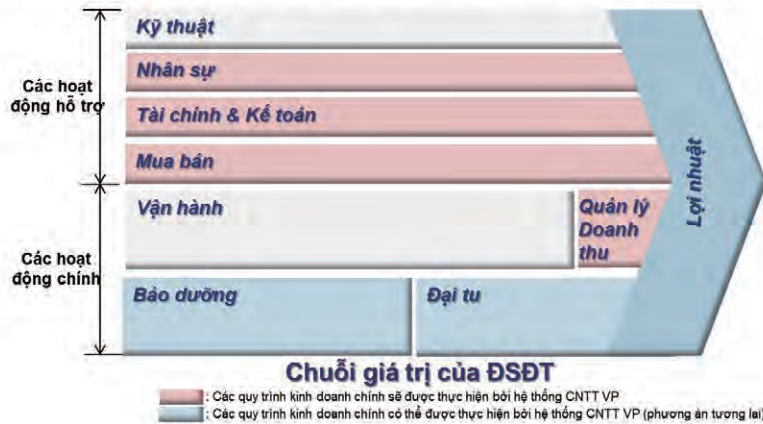 Kỹ thuật
Nhân sự
Các hoạt
động hỗ trợ
Tài chính & Kế toán
Mua bán
Lợi nhuật
Vận hành
Quản lý
Doanh
thu
Các hoạt
động chính
Bảo dưỡng
Đại tu
Chuỗi giá trị của ĐSĐT
: Các quy trình kinh doanh chính sẽ được thực hiện bởi hệ thống CNTT VP
: Các quy trình kinh doanh chính có thể được thực hiện bởi hệ thống CNTT VP (phương án tương lai)